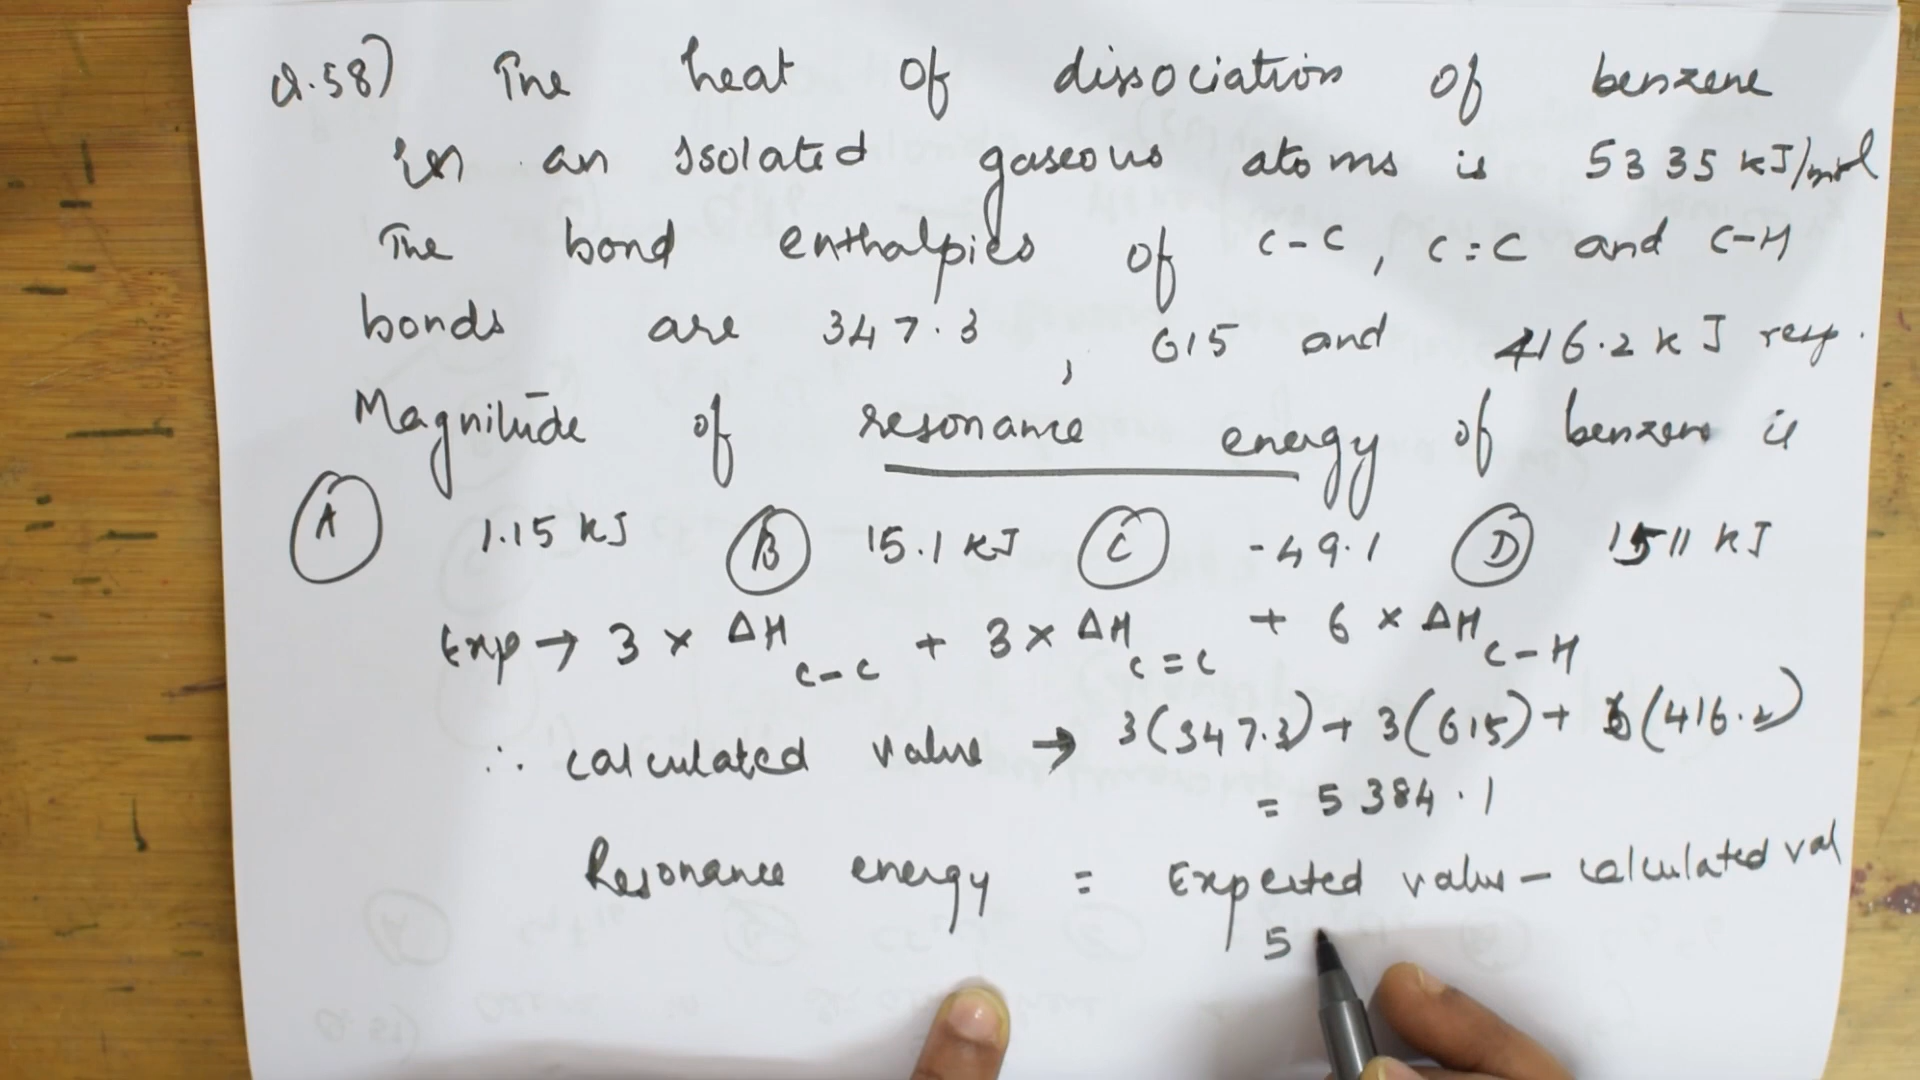 Q.58) The heat of dissociation of benzene
in an isolated gaseous atoms is 5335 kJ/mol
The bond enthalpies of C-C, C=C and C-H
bonds are 347.3, 615 and 416.2 kJ resp.
Magnitude of resonance energy of benzene is
(A) 1.15 kJ (B) 15.1 kJ (C) -49.1 (D) 1511 kJ
Exp → 3 × ΔH C-C + 3 × ΔH C=C + 6 × ΔH C-H
∴ calculated value → 3(347.3) + 3(615) + 6(416.2)
= 5384.1
Resonance energy = Expected value - calculated val
5